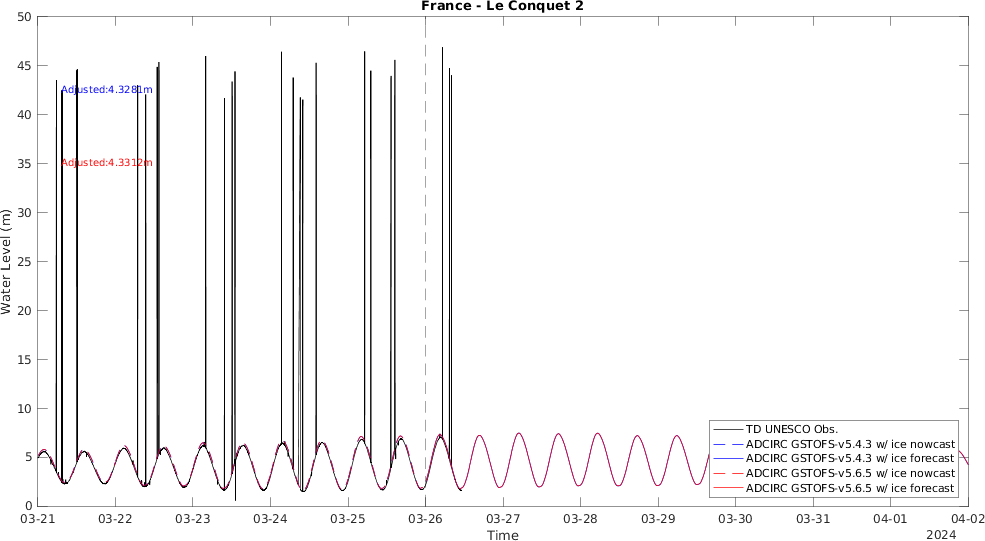 France - Le Conquet 2
50
45
40
35
30
25
20
15
10
5
0
Water Level (m)
Adjusted:4.3281m
Adjusted:4.3312m
TD UNESCO Obs.
ADCIRC GSTOFS-v5.4.3 w/ ice nowcast
ADCIRC GSTOFS-v5.4.3 w/ ice forecast
ADCIRC GSTOFS-v5.6.5 w/ ice nowcast
ADCIRC GSTOFS-v5.6.5 w/ ice forecast
03-21 03-22 03-23 03-24 03-25 03-26 03-27 03-28 03-29 03-30 03-31 04-01 04-02
Time
2024